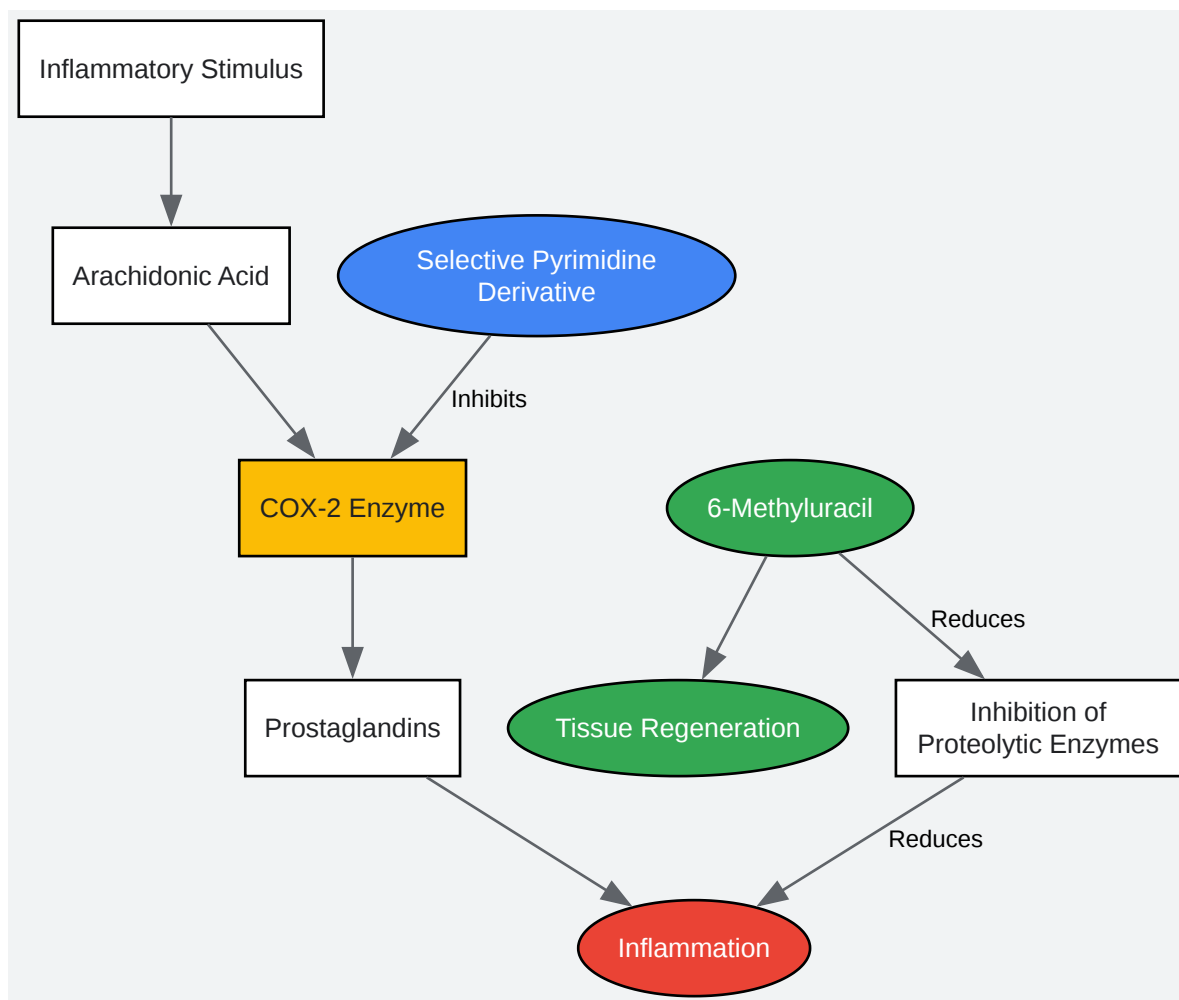 Inflammatory Stimulus
Arachidonic Acid
Selective Pyrimidine
Derivative
Inhibits
COX-2 Enzyme
6-Methyluracil
Reduces
Prostaglandins
Tissue Regeneration
Inhibition of
Proteolytic Enzymes
Reduces
Inflammation